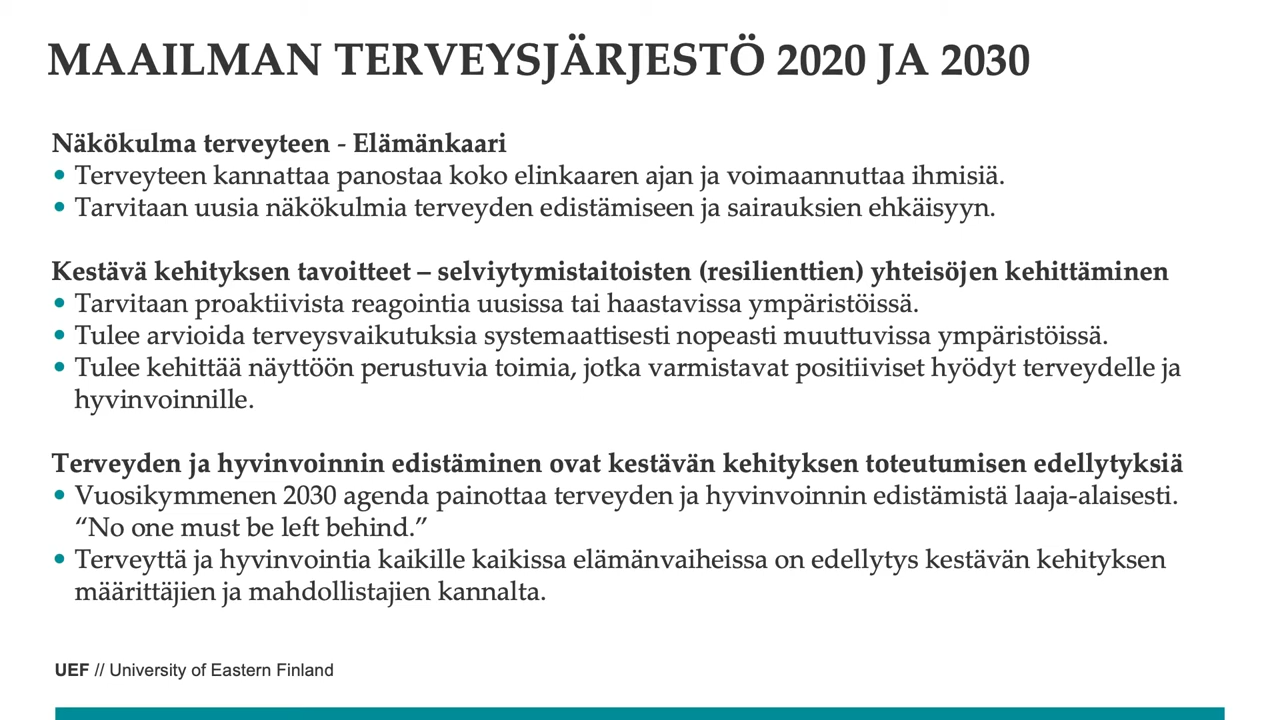 MAAILMAN TERVEYSJÄRJESTÖ 2020 JA 2030
Näkökulma terveyteen - Elämänkaari
• Terveyteen kannattaa panostaa koko elinkaaren ajan ja voimaannuttaa ihmisiä.
• Tarvitaan uusia näkökulmia terveyden edistämiseen ja sairauksien ehkäisyyn.
Kestävä kehityksen tavoitteet – selviytymistaitoisten (resilienttien) yhteisöjen kehittäminen
• Tarvitaan proaktiivista reagointia uusissa tai haastavissa ympäristöissä.
• Tulee arvioida terveysvaikutuksia systemaattisesti nopeasti muuttuvissa ympäristöissä.
• Tulee kehittää näyttöön perustuvia toimia, jotka varmistavat positiiviset hyödyt terveydelle ja
hyvinvoinnille.
Terveyden ja hyvinvoinnin edistäminen ovat kestävän kehityksen toteutumisen edellytyksiä
• Vuosikymmenen 2030 agenda painottaa terveyden ja hyvinvoinnin edistämistä laaja-alaisesti.
“No one must be left behind.”
• Terveyttä ja hyvinvointia kaikille kaikissa elämänvaiheissa on edellytys kestävän kehityksen
määrittäjien ja mahdollistajien kannalta.
UEF // University of Eastern Finland